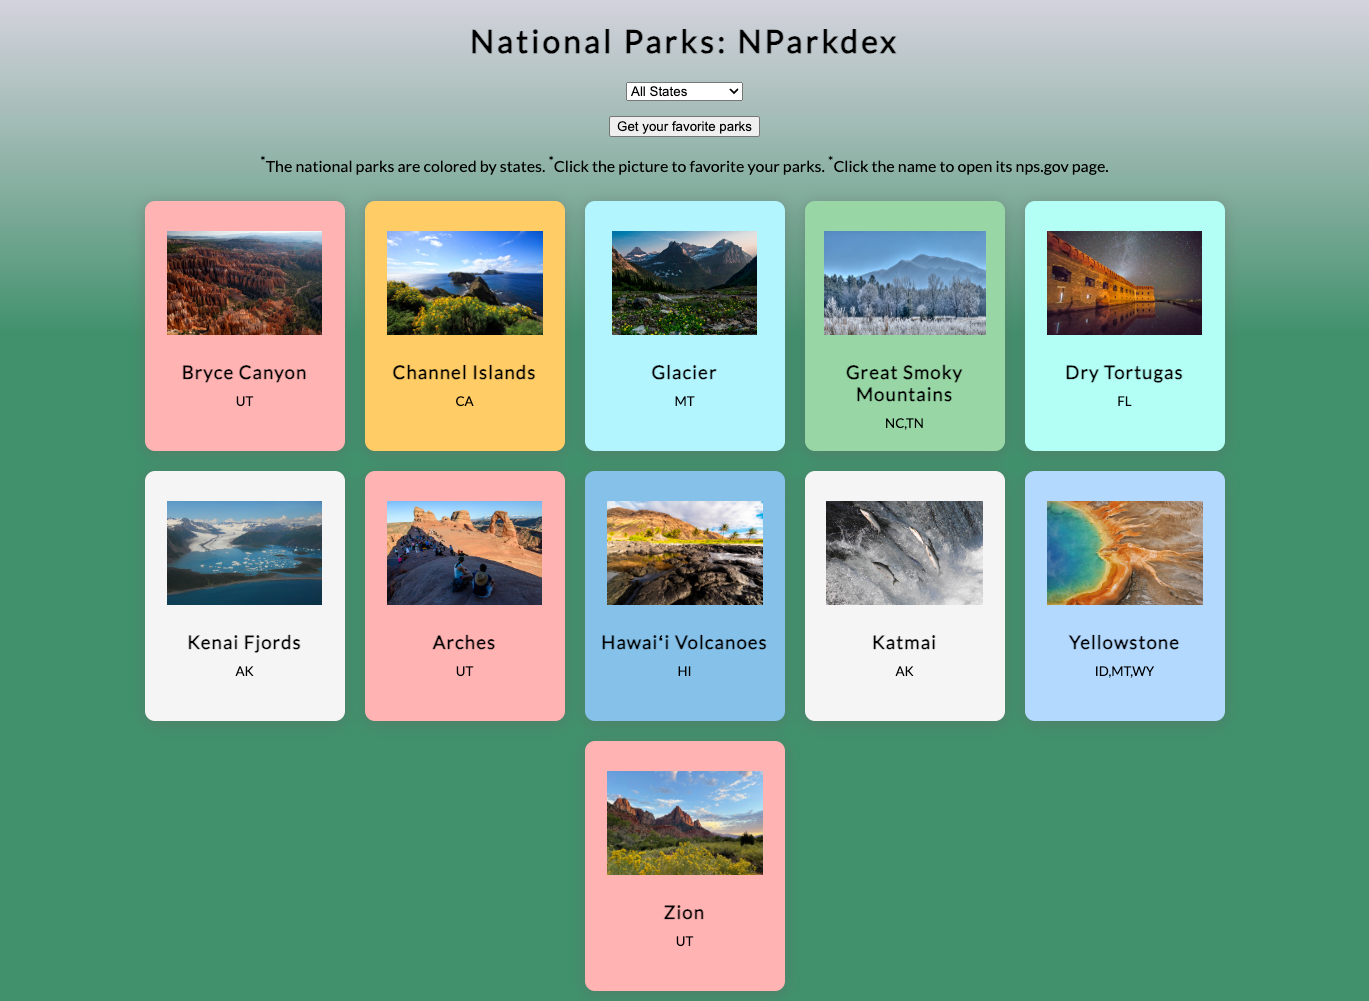 National Parks: NParkdex
All States
Get your favorite parks
*The national parks are colored by states. *Click the picture to favorite your parks. *Click the name to open its nps.gov page.
Bryce Canyon
UT
Channel Islands
CA
Glacier
MT
Great Smoky
Mountains
NC,TN
Dry Tortugas
FL
Kenai Fjords
AK
Arches
UT
Hawaiʻi Volcanoes
HI
Katmai
AK
Yellowstone
ID,MT,WY
Zion
UT